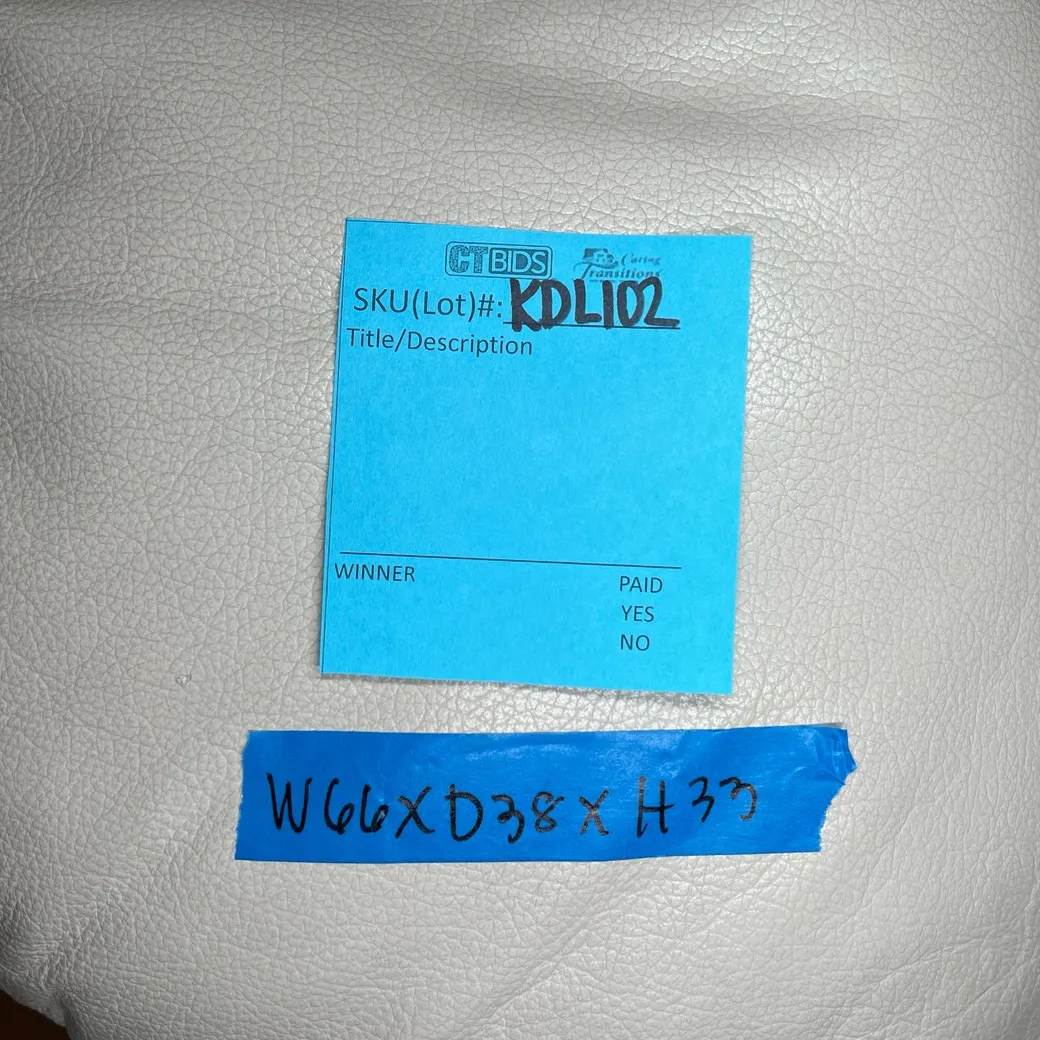 CTBIDS Caring
Transitions
SKU(Lot)#: KDL102
Title/Description
WINNER PAID
YES
NO
W66XD38XH33